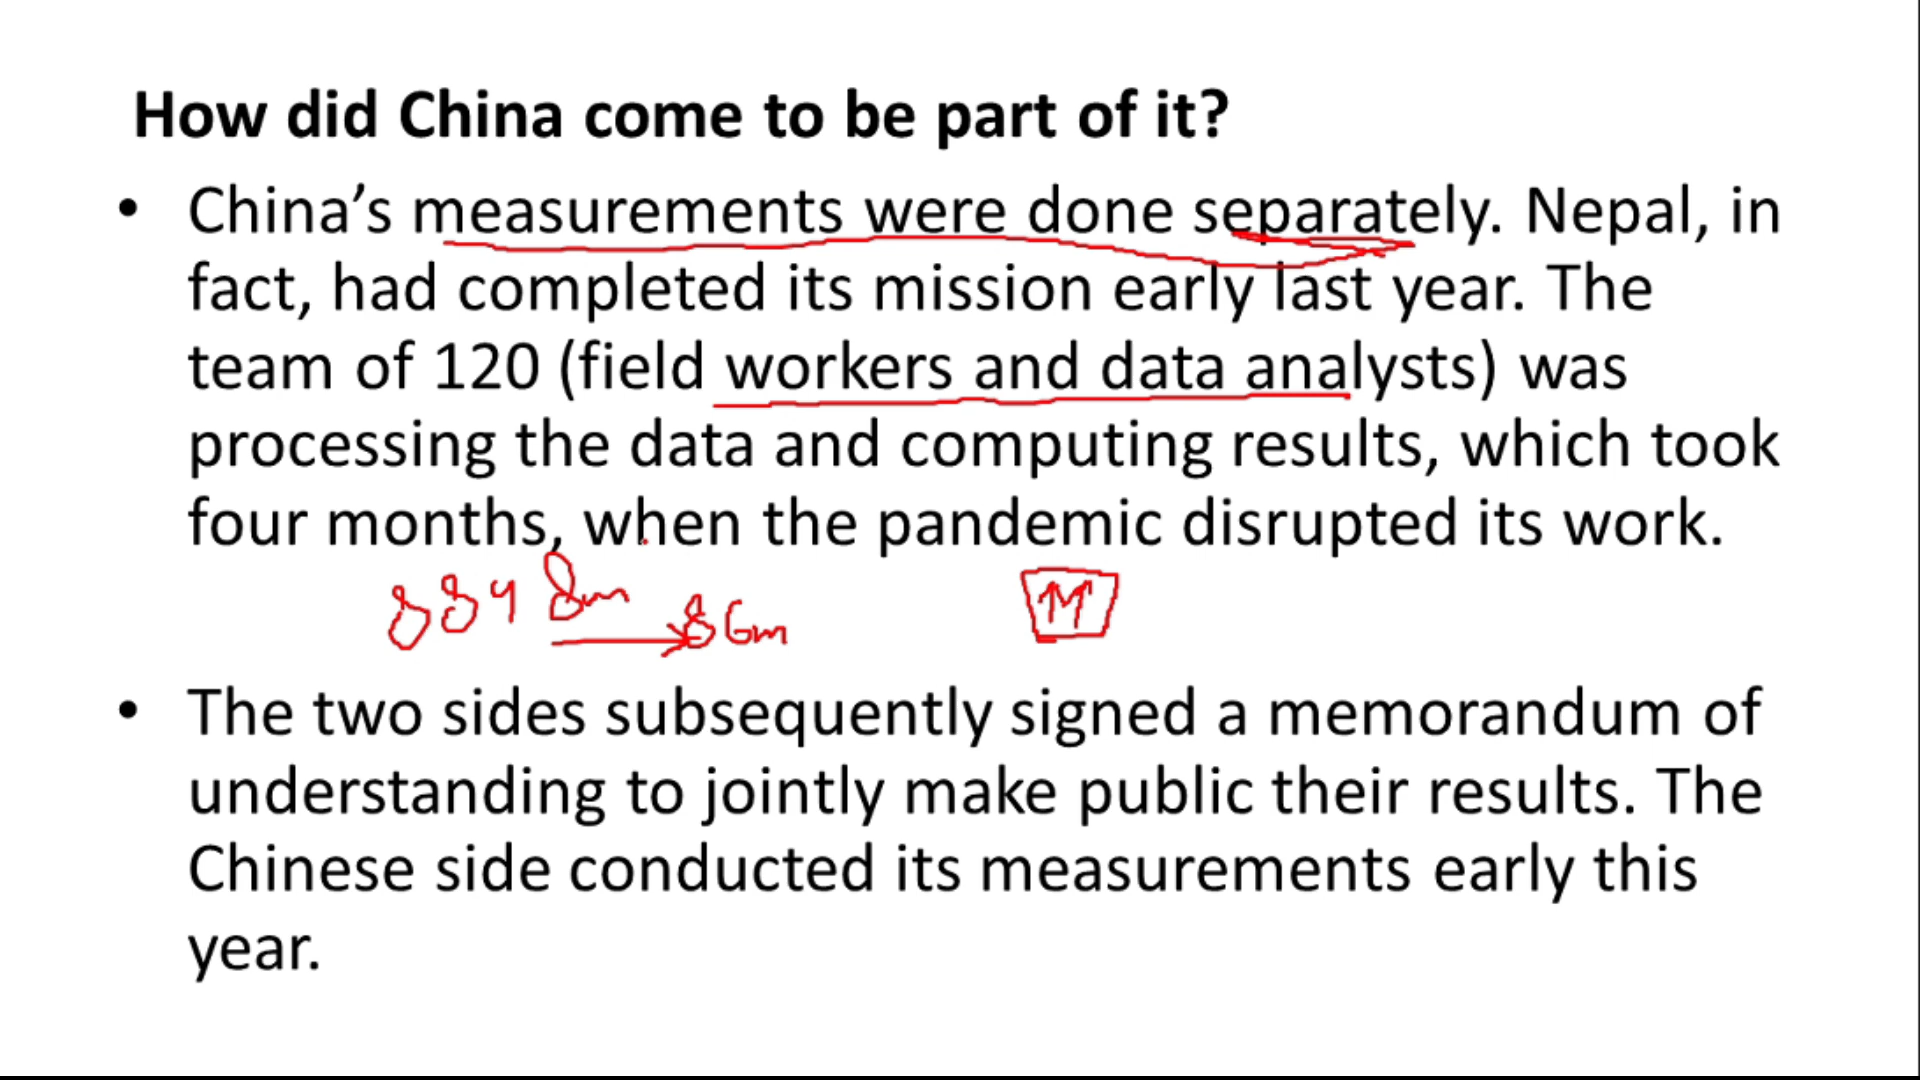 How did China come to be part of it?
• China’s measurements were done separately. Nepal, in
fact, had completed its mission early last year. The
team of 120 (field workers and data analysts) was
processing the data and computing results, which took
four months, when the pandemic disrupted its work.
8848m 86m M
• The two sides subsequently signed a memorandum of
understanding to jointly make public their results. The
Chinese side conducted its measurements early this
year.